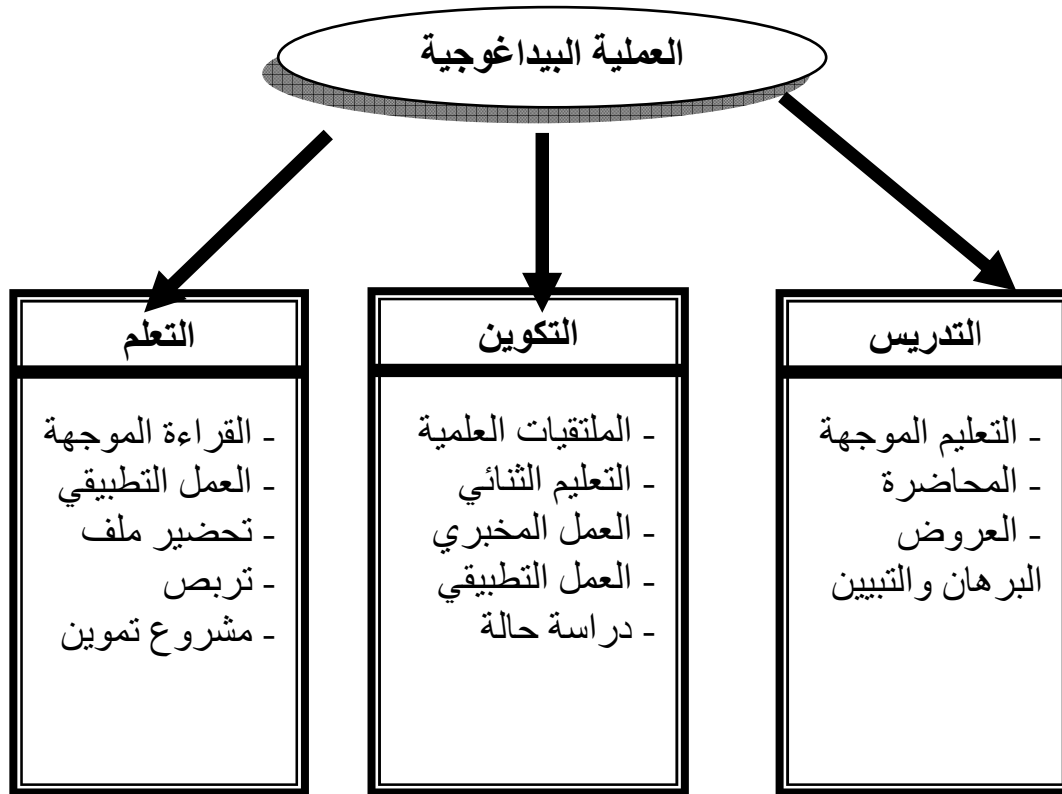 العملية البيداغوجية
التدريس
- التعليم الموجهة
- المحاضرة
- العروض
البرهان والتبيين
التكوين
- الملتقيات العلمية
- التعليم الثنائي
- العمل المخبري
- العمل التطبيقي
- دراسة حالة
التعلم
- القراءة الموجهة
- العمل التطبيقي
- تحضير ملف
- تربص
- مشروع تموين